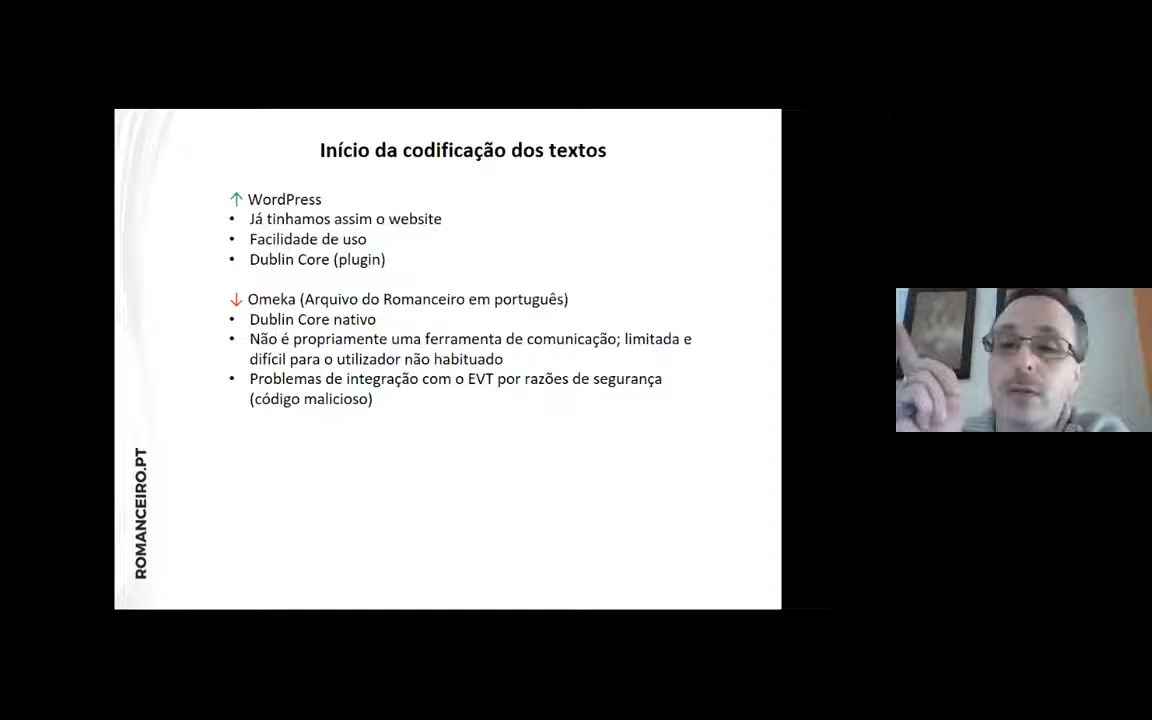 Início da codificação dos textos
↑ WordPress
• Já tinhamos assim o website
• Facilidade de uso
• Dublin Core (plugin)
↓ Omeka (Arquivo do Romanceiro em português)
• Dublin Core nativo
• Não é propriamente uma ferramenta de comunicação; limitada e
difícil para o utilizador não habituado
• Problemas de integração com o EVT por razões de segurança
(código malicioso)
ROMANCEIRO.PT